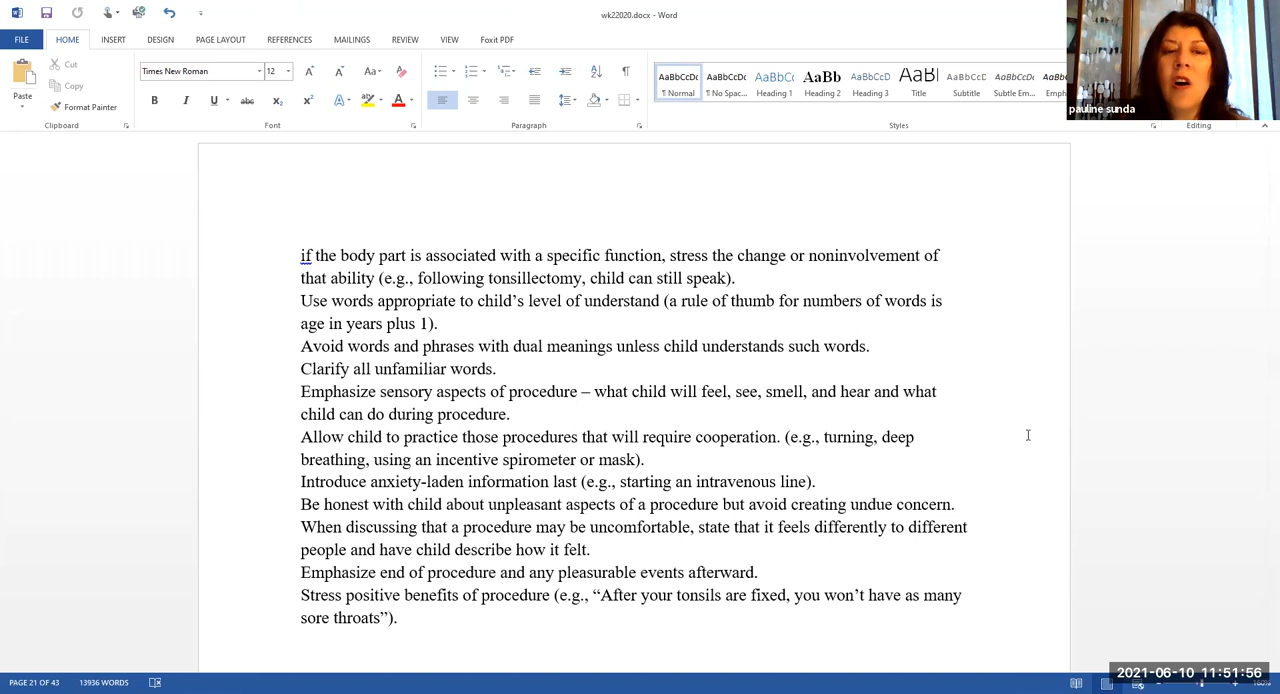 wk22020.docx - Word
FILE HOME INSERT DESIGN PAGE LAYOUT REFERENCES MAILINGS REVIEW VIEW Foxit PDF
Paste
Cut
Copy
Format Painter
Clipboard
Times New Roman 12
Font
Paragraph
AaBbCcDc AaBbCcDc AaBbCc AaBb AaBbCcD AaB AaBbCcD AaBbCcDc
¶ Normal ¶ No Spac... Heading 1 Heading 2 Heading 3 Title Subtitle Subtle Em...
Styles
Editing
pauline sunda
if the body part is associated with a specific function, stress the change or noninvolvement of
that ability (e.g., following tonsillectomy, child can still speak).
Use words appropriate to child’s level of understand (a rule of thumb for numbers of words is
age in years plus 1).
Avoid words and phrases with dual meanings unless child understands such words.
Clarify all unfamiliar words.
Emphasize sensory aspects of procedure – what child will feel, see, smell, and hear and what
child can do during procedure.
Allow child to practice those procedures that will require cooperation. (e.g., turning, deep
breathing, using an incentive spirometer or mask).
Introduce anxiety-laden information last (e.g., starting an intravenous line).
Be honest with child about unpleasant aspects of a procedure but avoid creating undue concern.
When discussing that a procedure may be uncomfortable, state that it feels differently to different
people and have child describe how it felt.
Emphasize end of procedure and any pleasurable events afterward.
Stress positive benefits of procedure (e.g., “After your tonsils are fixed, you won’t have as many
sore throats”).
PAGE 21 OF 43 13936 WORDS
2021-06-10 11:51:56